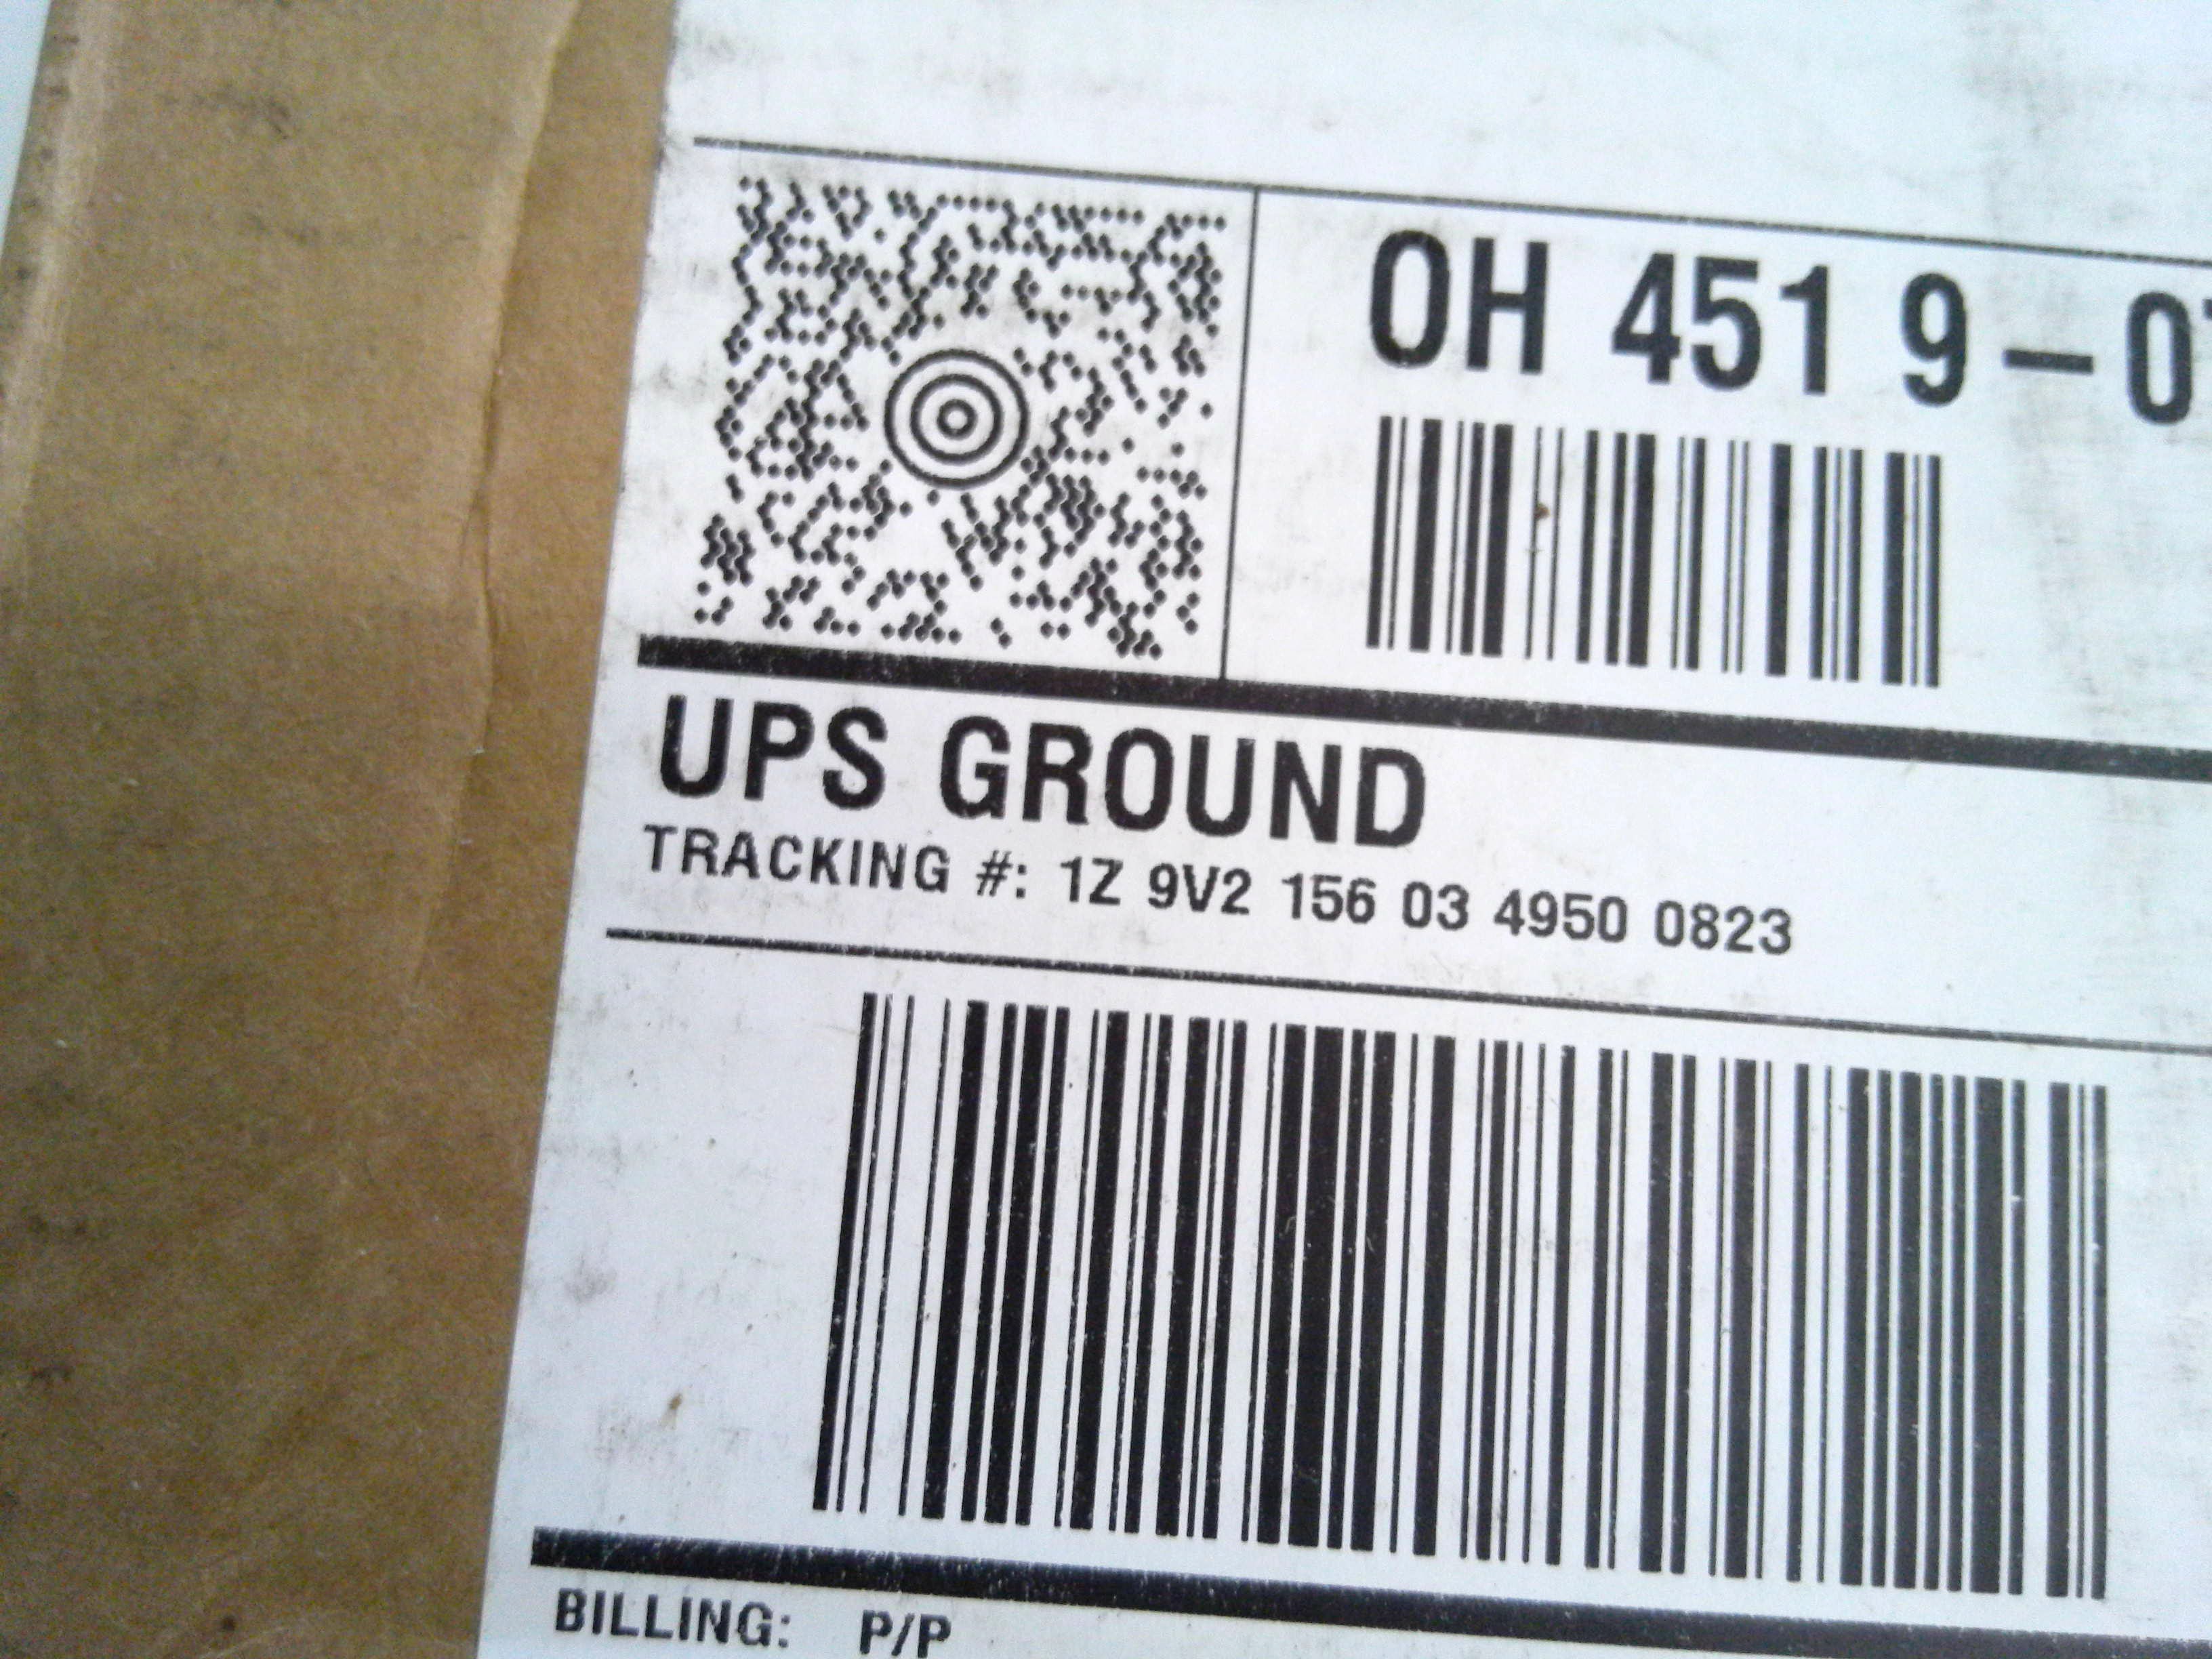 OH 451 9-0
UPS GROUND
TRACKING #: 1Z 9V2 156 03 4950 0823
BILLING: P/P